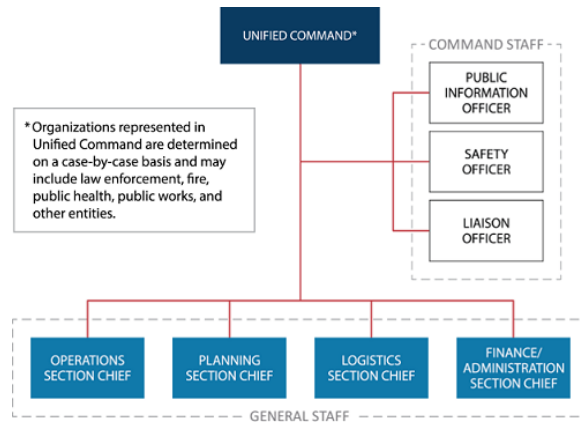 UNIFIED COMMAND*
COMMAND STAFF
PUBLIC
INFORMATION
OFFICER
SAFETY
OFFICER
LIAISON
OFFICER
* Organizations represented in
Unified Command are determined
on a case-by-case basis and may
include law enforcement, fire,
public health, public works, and
other entities.
OPERATIONS
SECTION CHIEF
PLANNING
SECTION CHIEF
LOGISTICS
SECTION CHIEF
FINANCE/
ADMINISTRATION
SECTION CHIEF
GENERAL STAFF